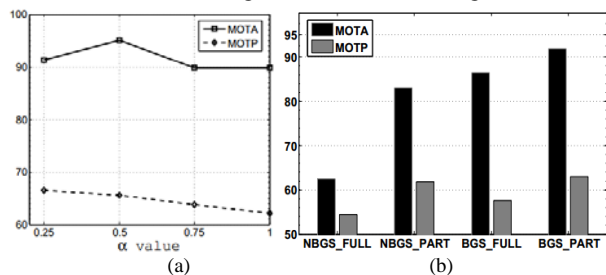 100
90
80
70
60
MOTA
MOTP
0.25 0.5 0.75 1
α value
(a)
95
90
80
70
60
50
MOTA
MOTP
NBGS_FULL NBGS_PART BGS_FULL BGS_PART
(b)